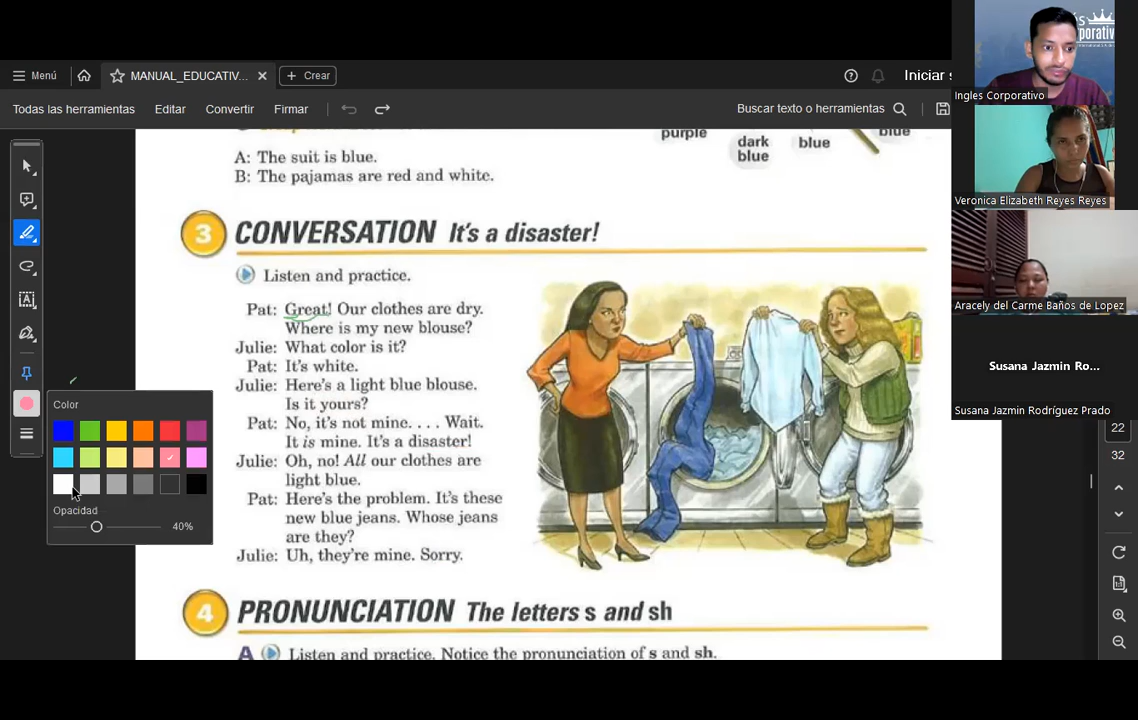 Menú
MANUAL_EDUCATIV...
Crear
Iniciar s
Todas las herramientas
Editar
Convertir
Firmar
Buscar texto o herramientas
purple
dark blue
blue
blue
A: The suit is blue.
B: The pajamas are red and white.
3 CONVERSATION It's a disaster!
Listen and practice.
Pat: Great! Our clothes are dry.
Where is my new blouse?
Julie: What color is it?
Pat: It's white.
Julie: Here's a light blue blouse.
Is it yours?
Pat: No, it's not mine. . . . Wait.
It is mine. It's a disaster!
Julie: Oh, no! All our clothes are
light blue.
Pat: Here's the problem. It's these
new blue jeans. Whose jeans
are they?
Julie: Uh, they're mine. Sorry.
4 PRONUNCIATION The letters s and sh
A Listen and practice. Notice the pronunciation of s and sh.
Color
Opacidad
40%
Ingles Corporativo
Veronica Elizabeth Reyes Reyes
Aracely del Carme Baños de Lopez
Susana Jazmin Ro...
Susana Jazmin Rodríguez Prado
22
32